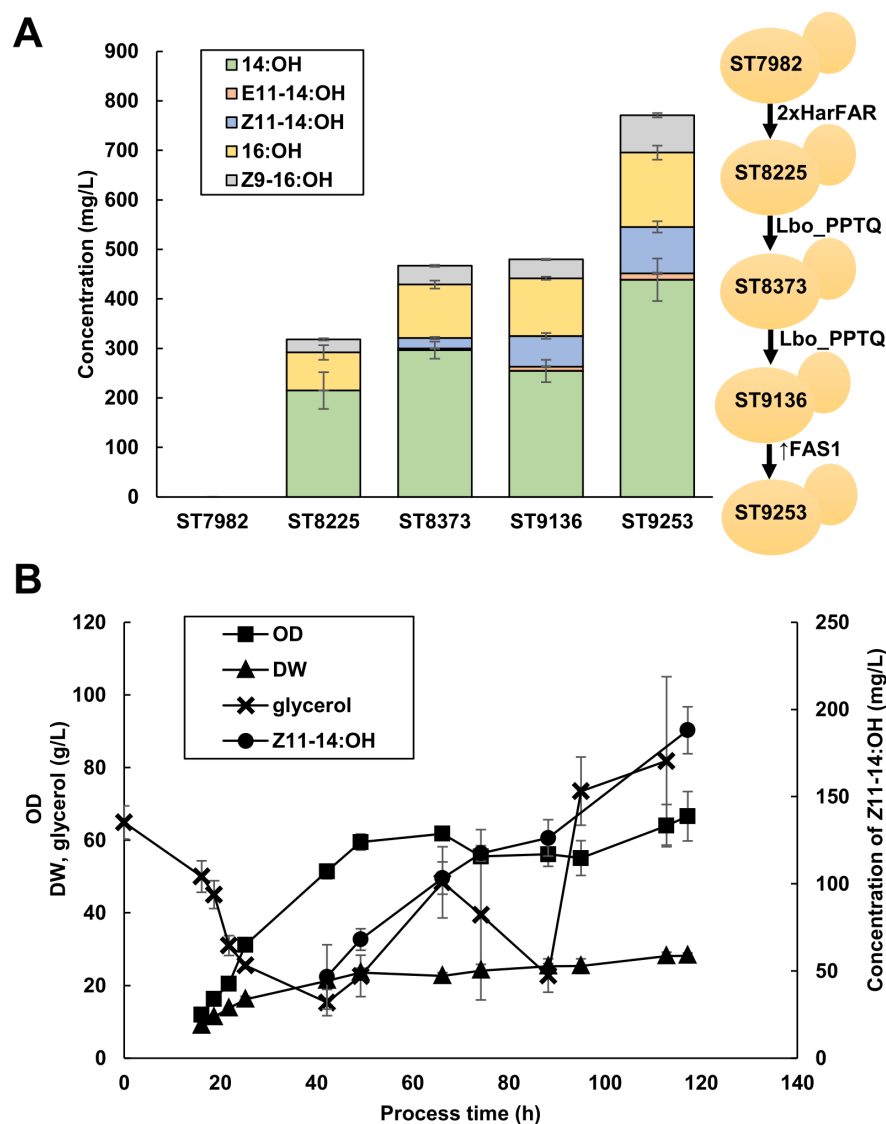 A
900
800
700
600
500
400
300
200
100
0
Concentration (mg/L)
14:OH
E11-14:OH
Z11-14:OH
16:OH
Z9-16:OH
ST7982
ST8225
ST8373
ST9136
ST9253
ST7982
2xHarFAR
ST8225
Lbo_PPTQ
ST8373
Lbo_PPTQ
ST9136
↑FAS1
ST9253
B
120
100
80
60
40
20
0
OD
DW, glycerol (g/L)
OD
DW
glycerol
Z11-14:OH
250
200
150
100
50
0
Concentration of Z11-14:OH (mg/L)
0
20
40
60
80
100
120
140
Process time (h)